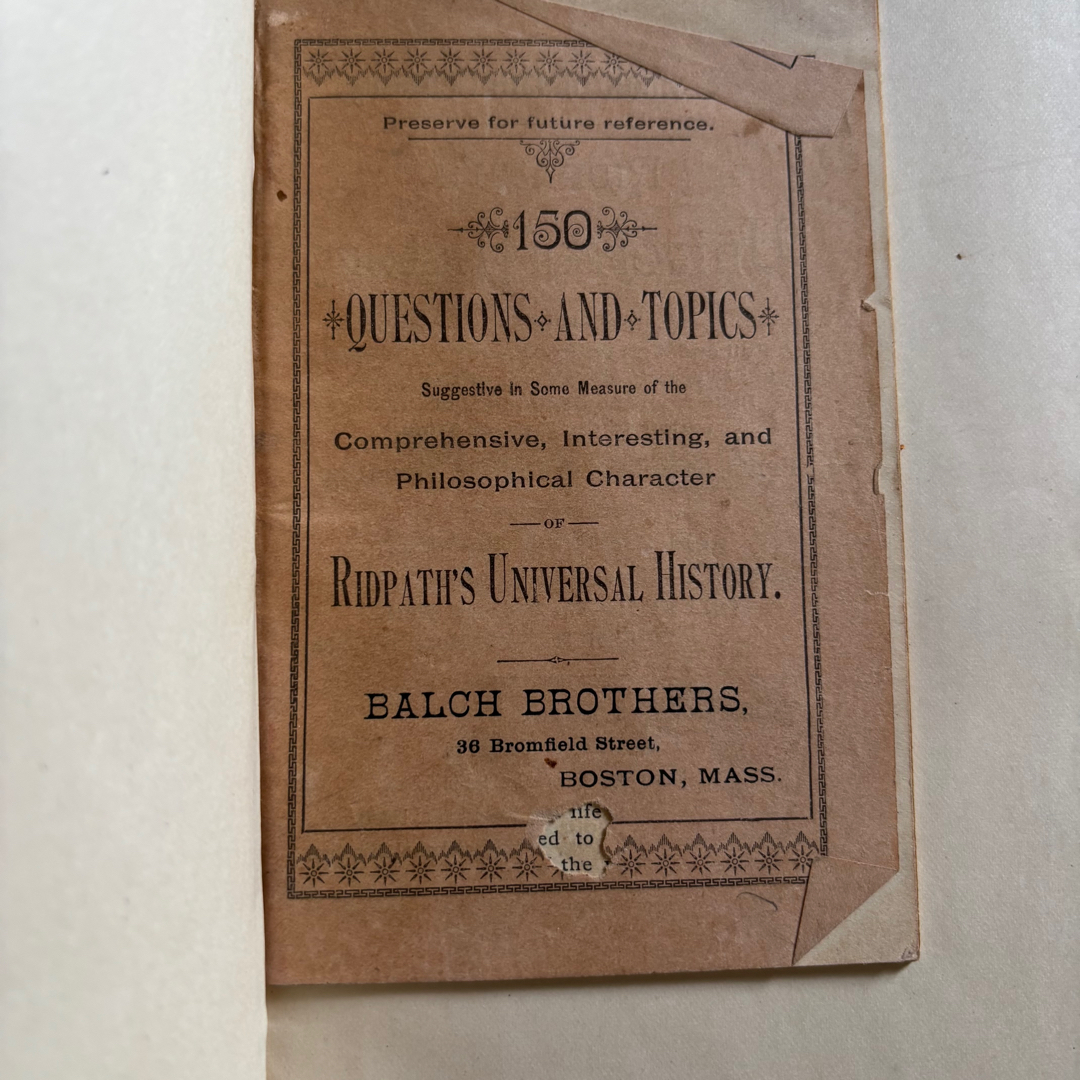 Preserve for future reference.
150
QUESTIONS AND TOPICS
Suggestive in Some Measure of the
Comprehensive, Interesting, and
Philosophical Character
OF
RIDPATH'S UNIVERSAL HISTORY.
BALCH BROTHERS,
36 Bromfield Street,
BOSTON, MASS.
life
ed to
the